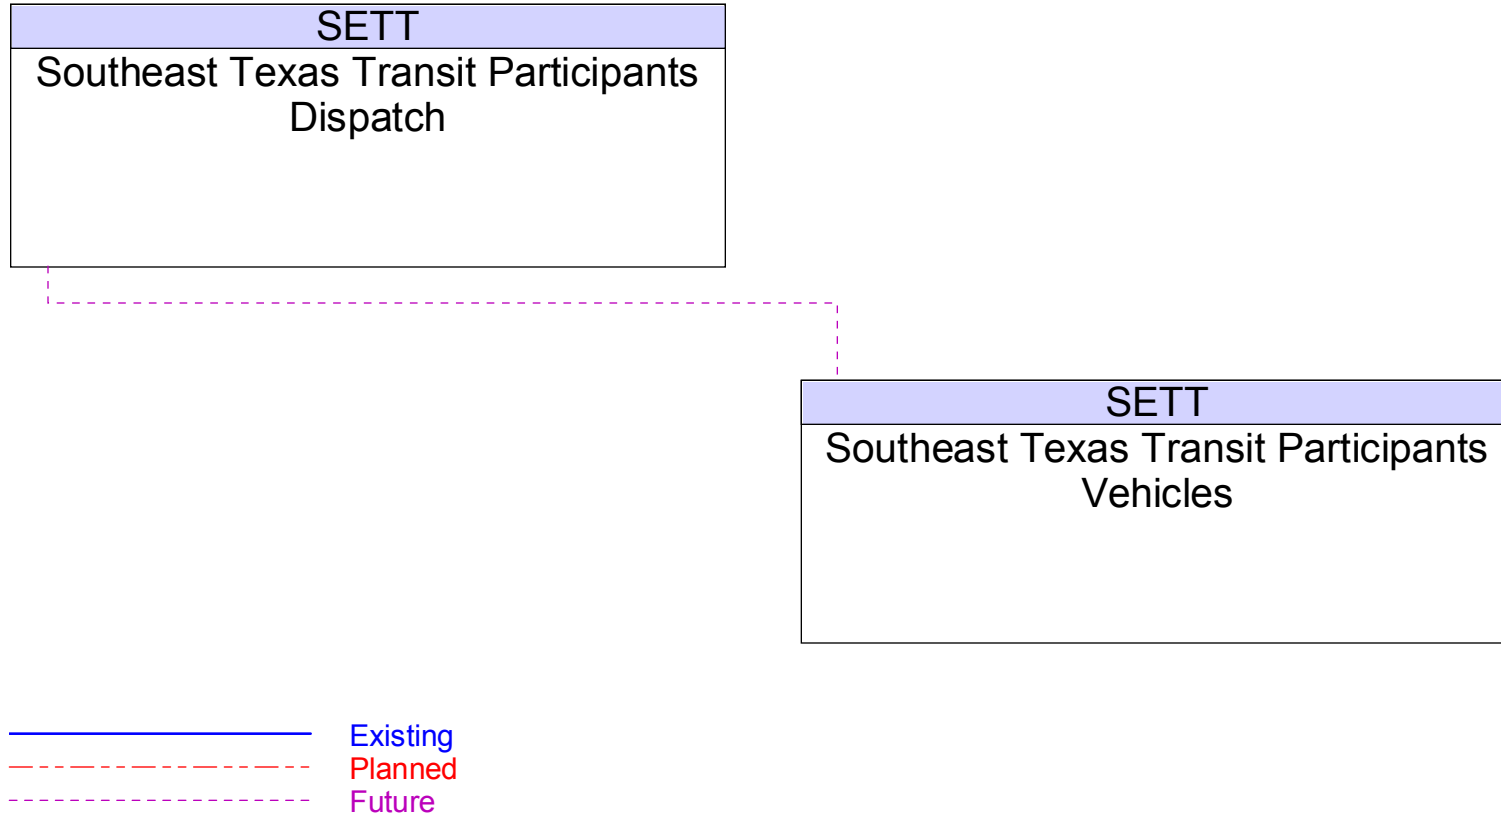 SETT
Southeast Texas Transit Participants
Dispatch
SETT
Southeast Texas Transit Participants
Vehicles
Existing
Planned
Future